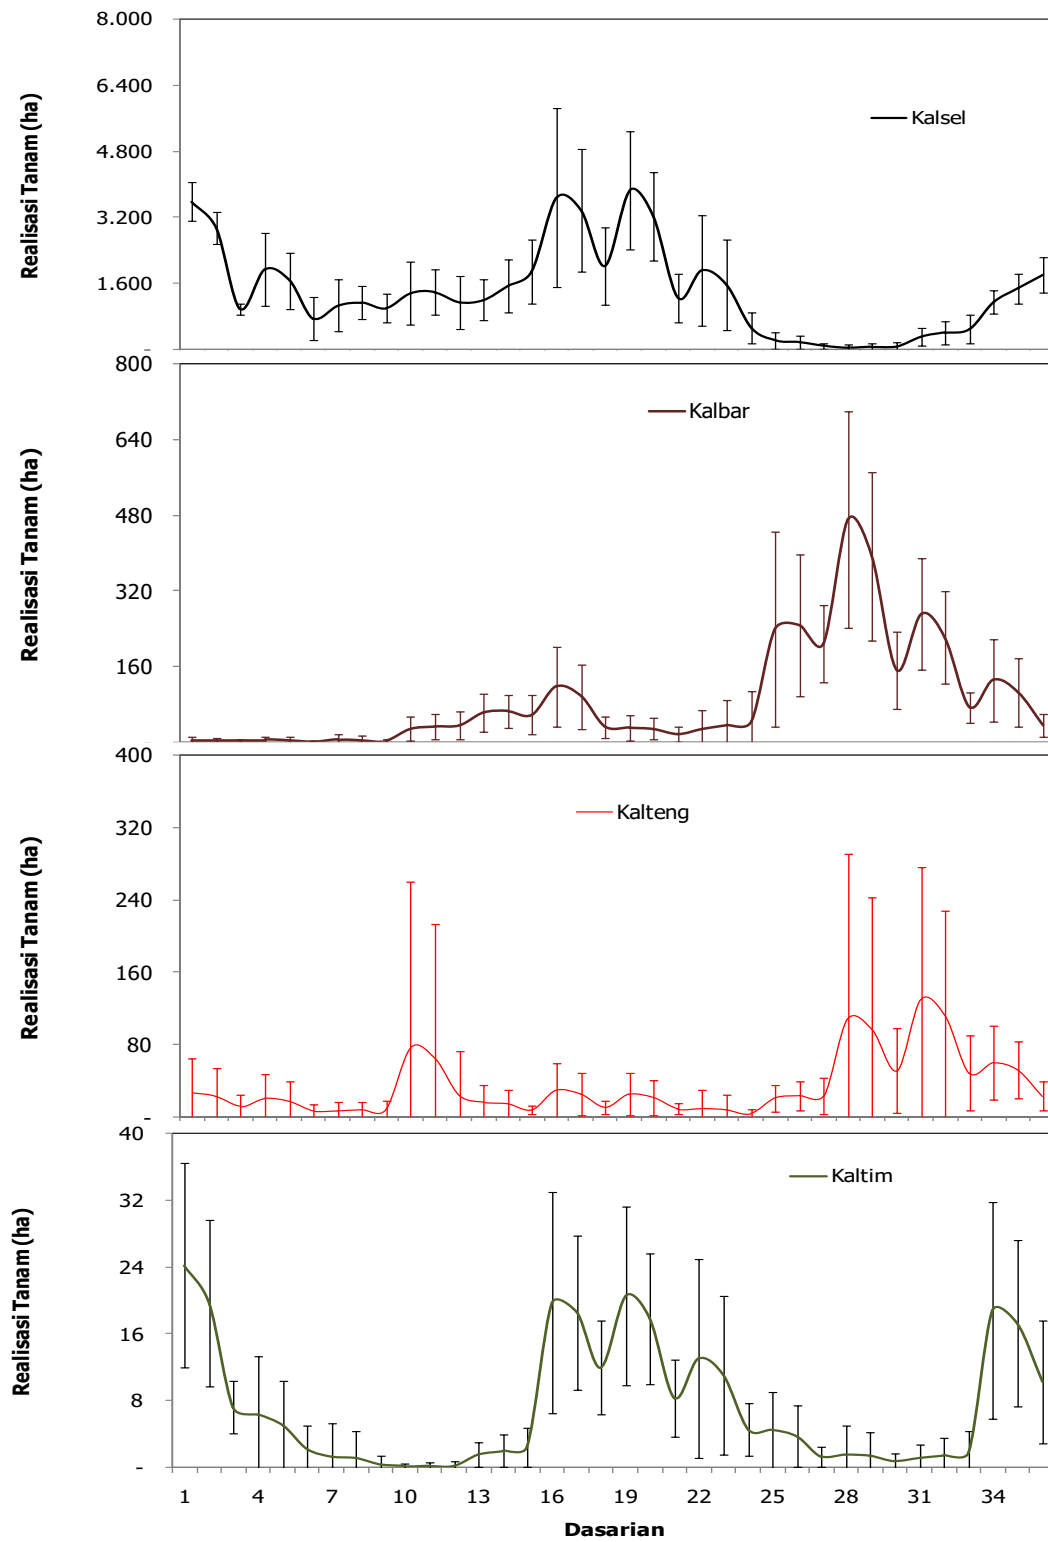 8.000
6.400
4.800
3.200
1.600
-
Realisasi Tanam (ha)
Kalsel
800
640
480
320
160
-
Realisasi Tanam (ha)
Kalbar
400
320
240
160
80
-
Realisasi Tanam (ha)
Kalteng
40
32
24
16
8
-
Realisasi Tanam (ha)
Kaltim
1 4 7 10 13 16 19 22 25 28 31 34
Dasarian